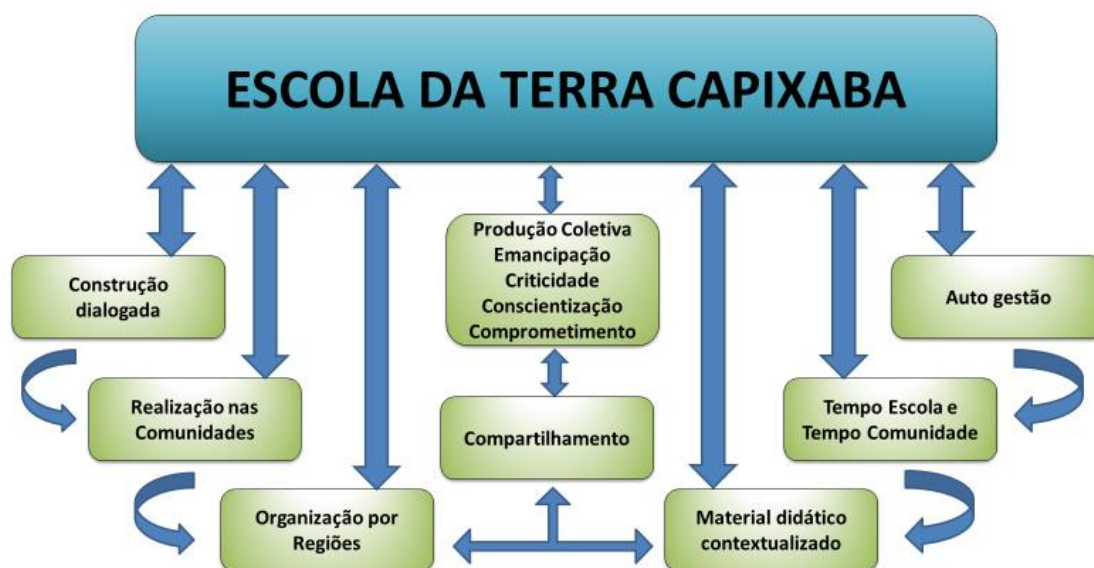 ESCOLA DA TERRA CAPIXABA
Construção
dialogada
Realização nas
Comunidades
Organização por
Regiões
Produção Coletiva
Emancipação
Criticidade
Conscientização
Comprometimento
Compartilhamento
Auto gestão
Tempo Escola e
Tempo Comunidade
Material didático
contextualizado